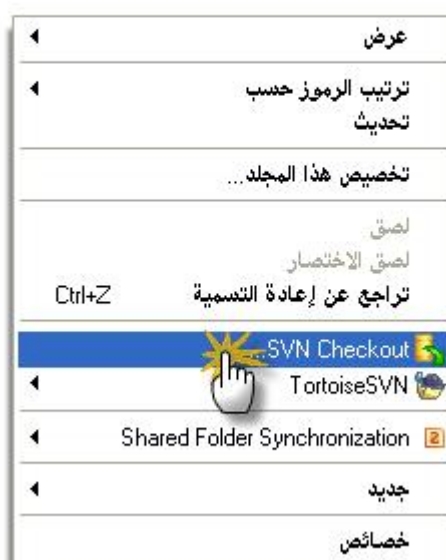 عرض
ترتيب الرموز حسب
تحديث
تخصيص هذا المجلد...
لصق
لصق الاختصار
تراجع عن إعادة التسمية Ctrl+Z
SVN Checkout...
TortoiseSVN
Shared Folder Synchronization
جديد
خصائص